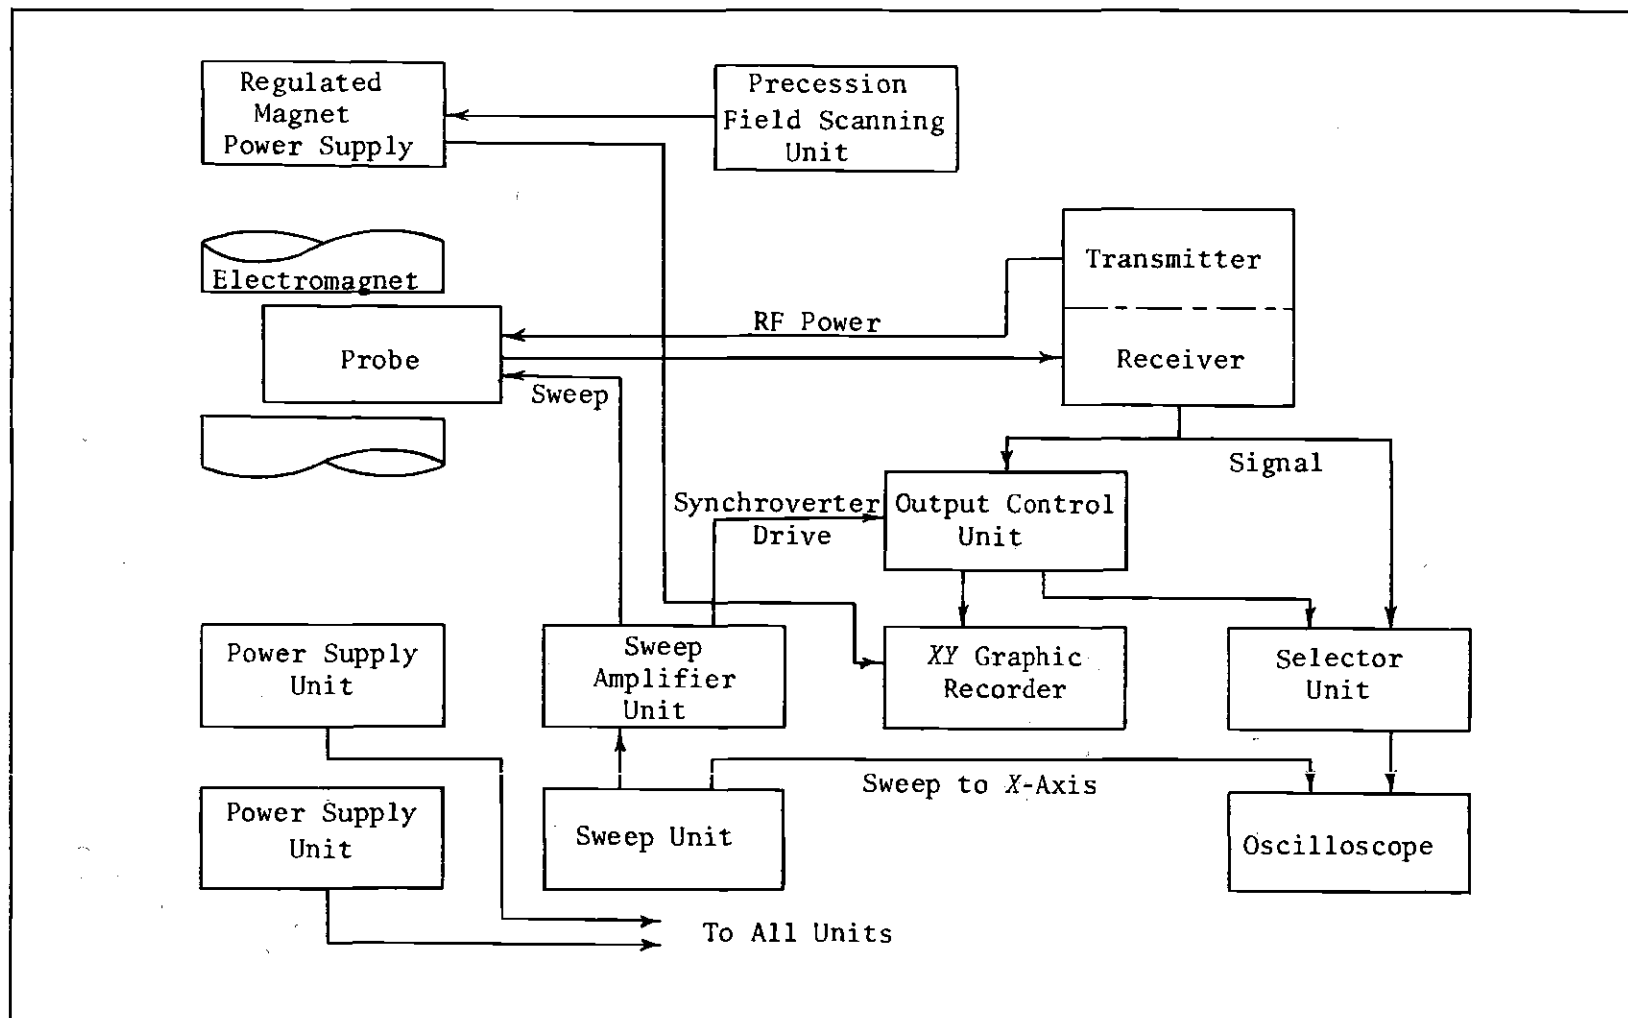 Regulated
Magnet
Power Supply
Precession
Field Scanning
Unit
Transmitter
Electromagnet
RF Power
Probe
Receiver
Sweep
Signal
Synchroverter
Drive
Output Control
Unit
Power Supply
Unit
Sweep
Amplifier
Unit
XY Graphic
Recorder
Selector
Unit
Sweep to X-Axis
Power Supply
Unit
Sweep Unit
Oscilloscope
To All Units